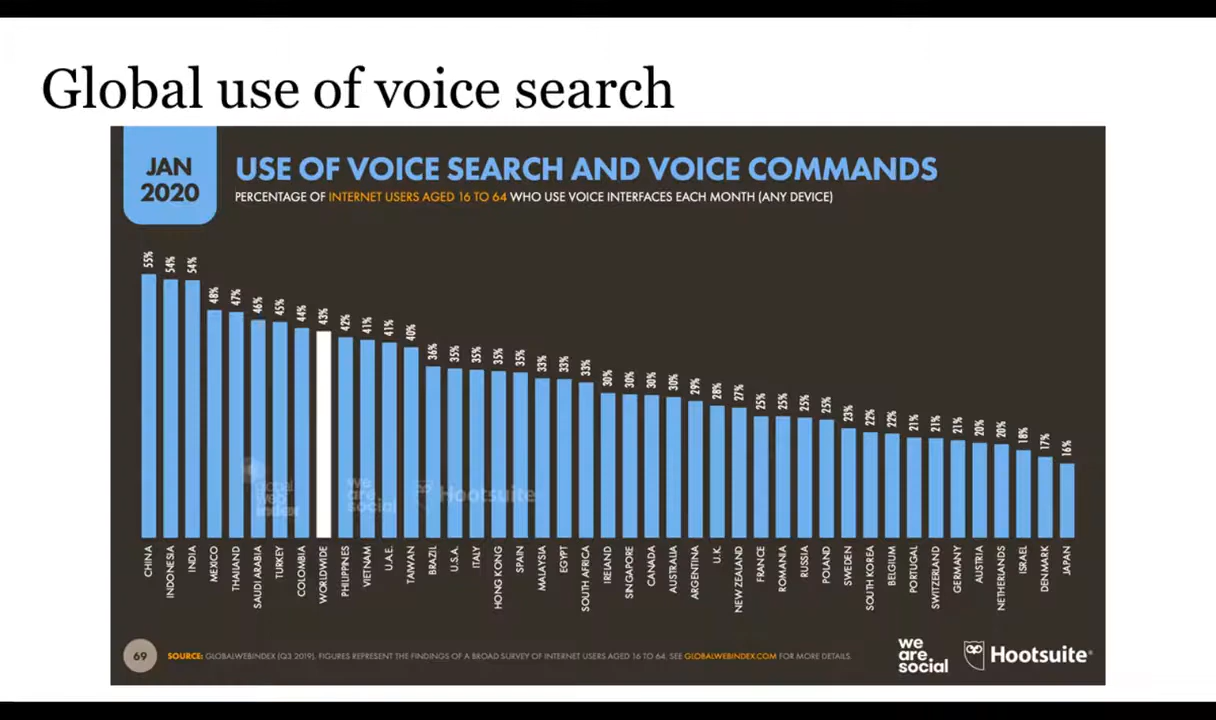 Global use of voice search
JAN
2020
USE OF VOICE SEARCH AND VOICE COMMANDS
PERCENTAGE OF INTERNET USERS AGED 16 TO 64 WHO USE VOICE INTERFACES EACH MONTH (ANY DEVICE)
55%
54%
54%
48%
47%
46%
45%
44%
43%
42%
41%
41%
40%
36%
35%
35%
35%
35%
33%
33%
33%
30%
30%
30%
30%
29%
28%
27%
25%
25%
25%
25%
23%
22%
22%
21%
21%
21%
20%
20%
18%
17%
16%
global
web
index
we
are
social
Hootsuite
CHINA
INDONESIA
INDIA
MEXICO
THAILAND
SAUDI ARABIA
TURKEY
COLOMBIA
WORLDWIDE
PHILIPPINES
VIETNAM
U.A.E.
TAIWAN
BRAZIL
U.S.A.
ITALY
HONG KONG
SPAIN
MALAYSIA
EGYPT
SOUTH AFRICA
IRELAND
SINGAPORE
CANADA
AUSTRALIA
ARGENTINA
U.K.
NEW ZEALAND
FRANCE
ROMANIA
RUSSIA
POLAND
SWEDEN
SOUTH KOREA
BELGIUM
PORTUGAL
SWITZERLAND
GERMANY
AUSTRIA
NETHERLANDS
ISRAEL
DENMARK
JAPAN
69
SOURCE: GLOBALWEBINDEX (Q3 2019). FIGURES REPRESENT THE FINDINGS OF A BROAD SURVEY OF INTERNET USERS AGED 16 TO 64. SEE GLOBALWEBINDEX.COM FOR MORE DETAILS.
we
are
social
Hootsuite®